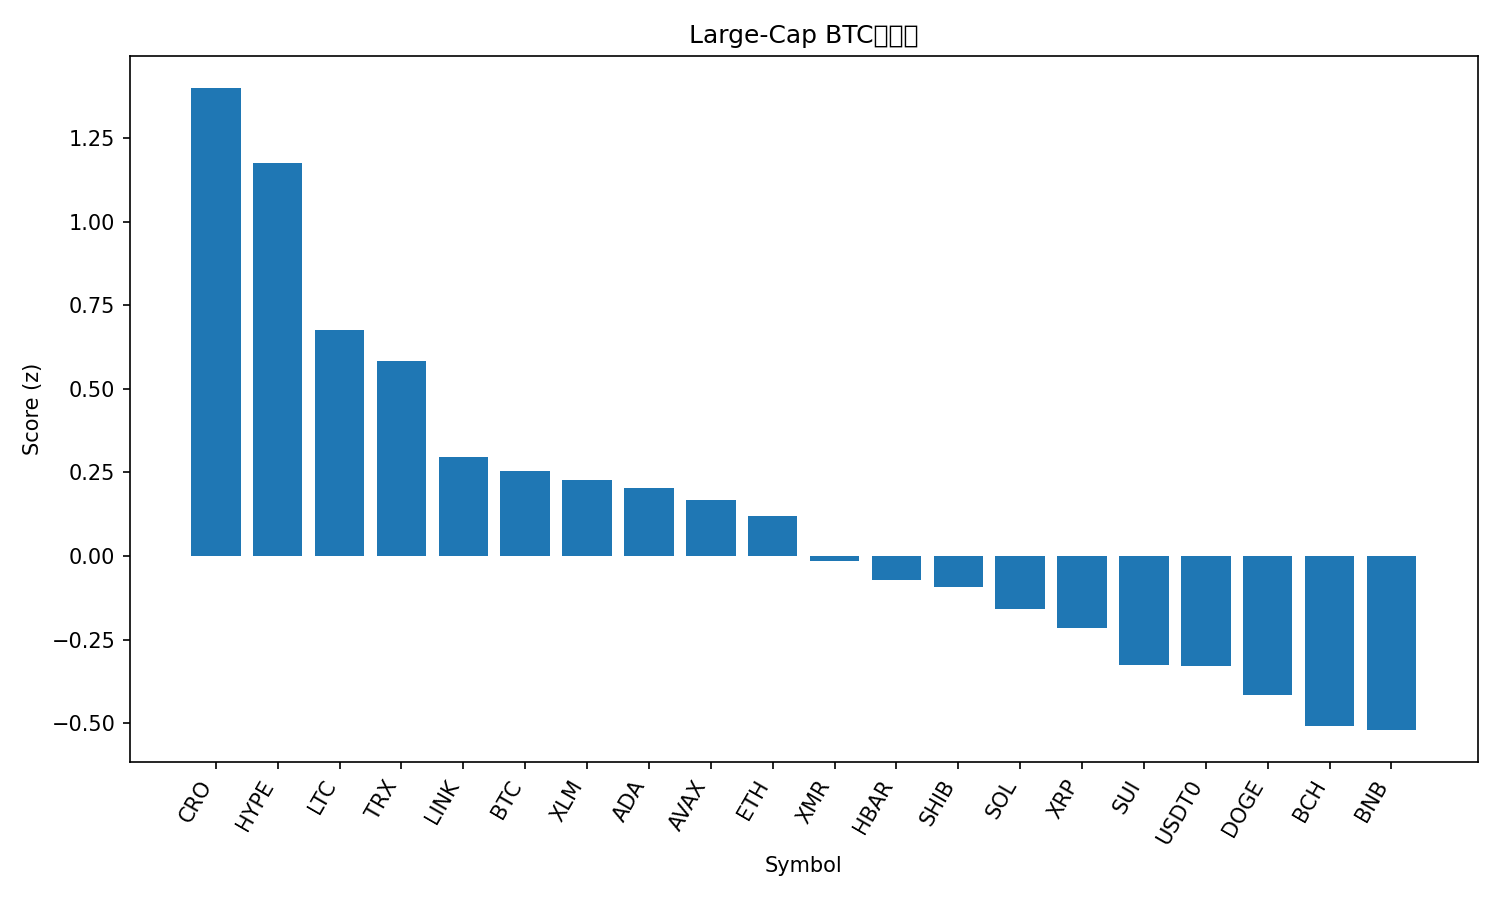 Large-Cap BTC
Score (z)
1.25
1.00
0.75
0.50
0.25
0.00
−0.25
−0.50
CRO
HYPE
LTC
TRX
LINK
BTC
XLM
ADA
AVAX
ETH
XMR
HBAR
SHIB
SOL
XRP
SUI
USDT0
DOGE
BCH
BNB
Symbol